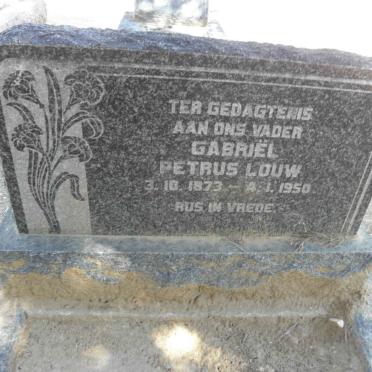 TER GEDAGTENIS
AAN ONS VADER
GABRIËL
PETRUS LOUW
3.10.1873 – 4.1.1950
RUS IN VREDE.